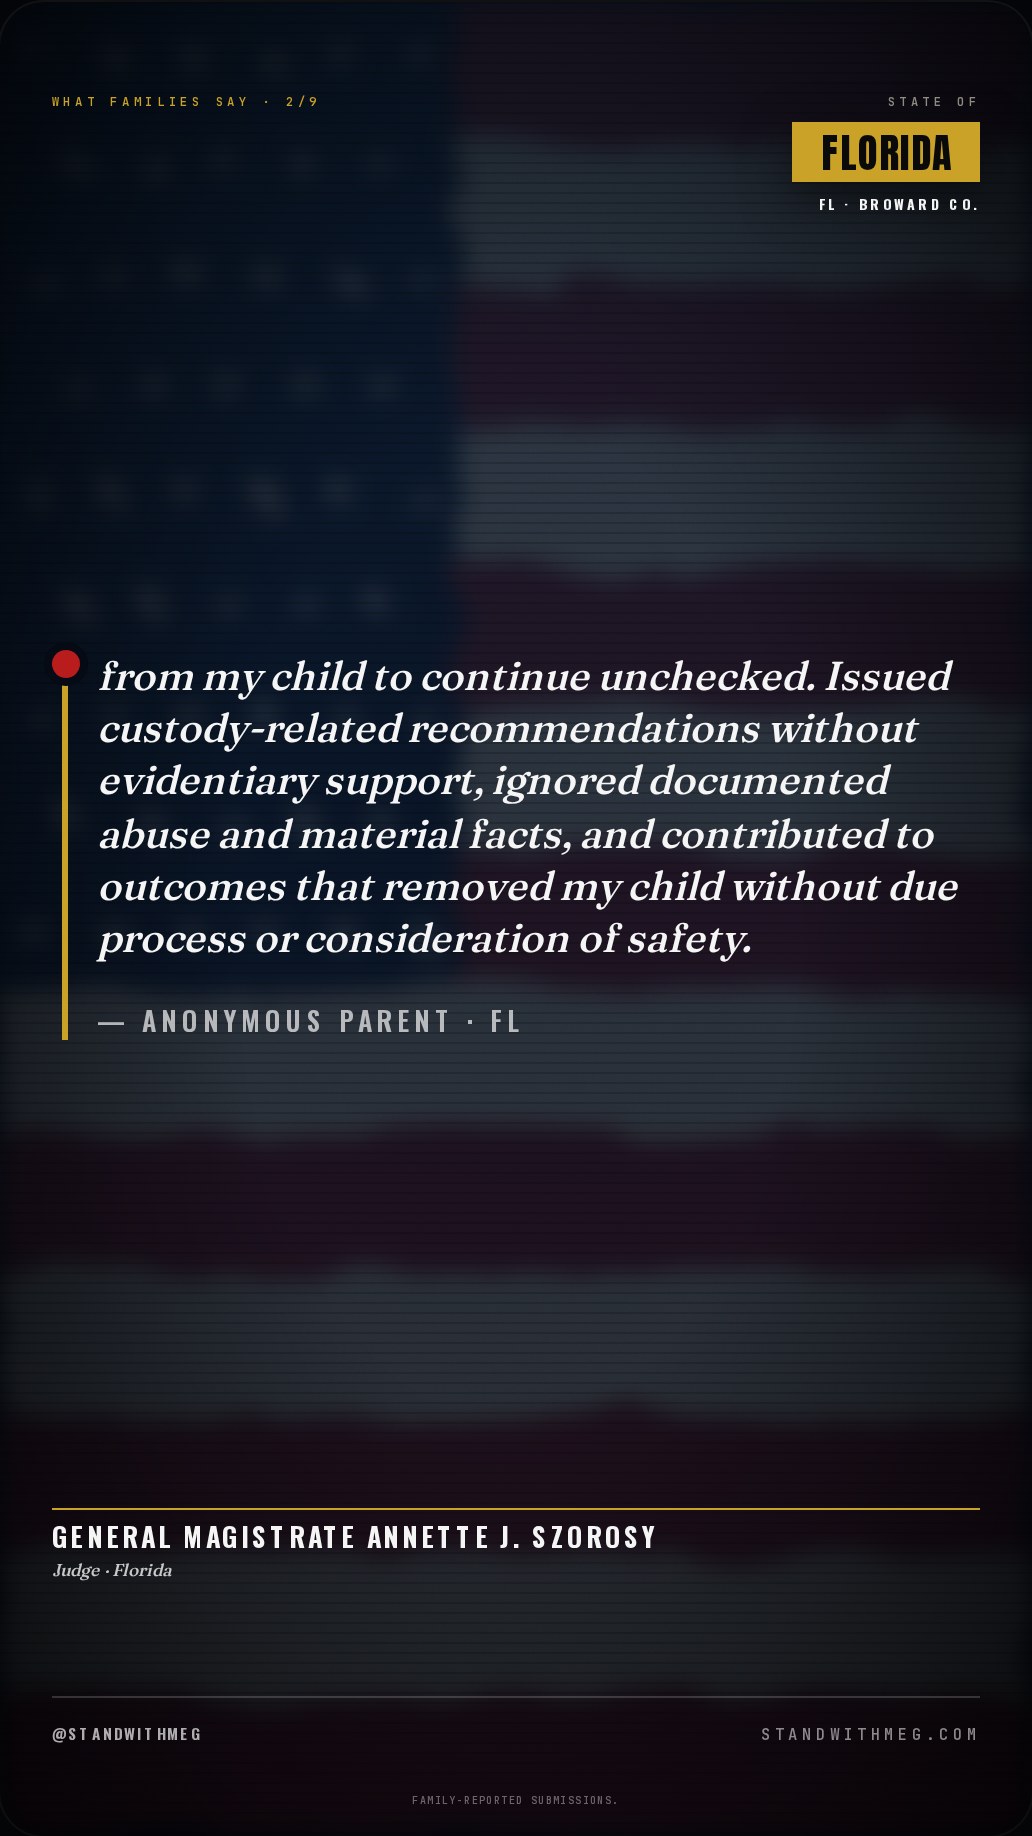 WHAT FAMILIES SAY · 2/9
STATE OF
FLORIDA
FL · BROWARD CO.
from my child to continue unchecked. Issued
custody-related recommendations without
evidentiary support, ignored documented
abuse and material facts, and contributed to
outcomes that removed my child without due
process or consideration of safety.
— ANONYMOUS PARENT · FL
GENERAL MAGISTRATE ANNETTE J. SZOROSY
Judge · Florida
@STANDWITHMEG
STANDWITHMEG.COM
FAMILY-REPORTED SUBMISSIONS.